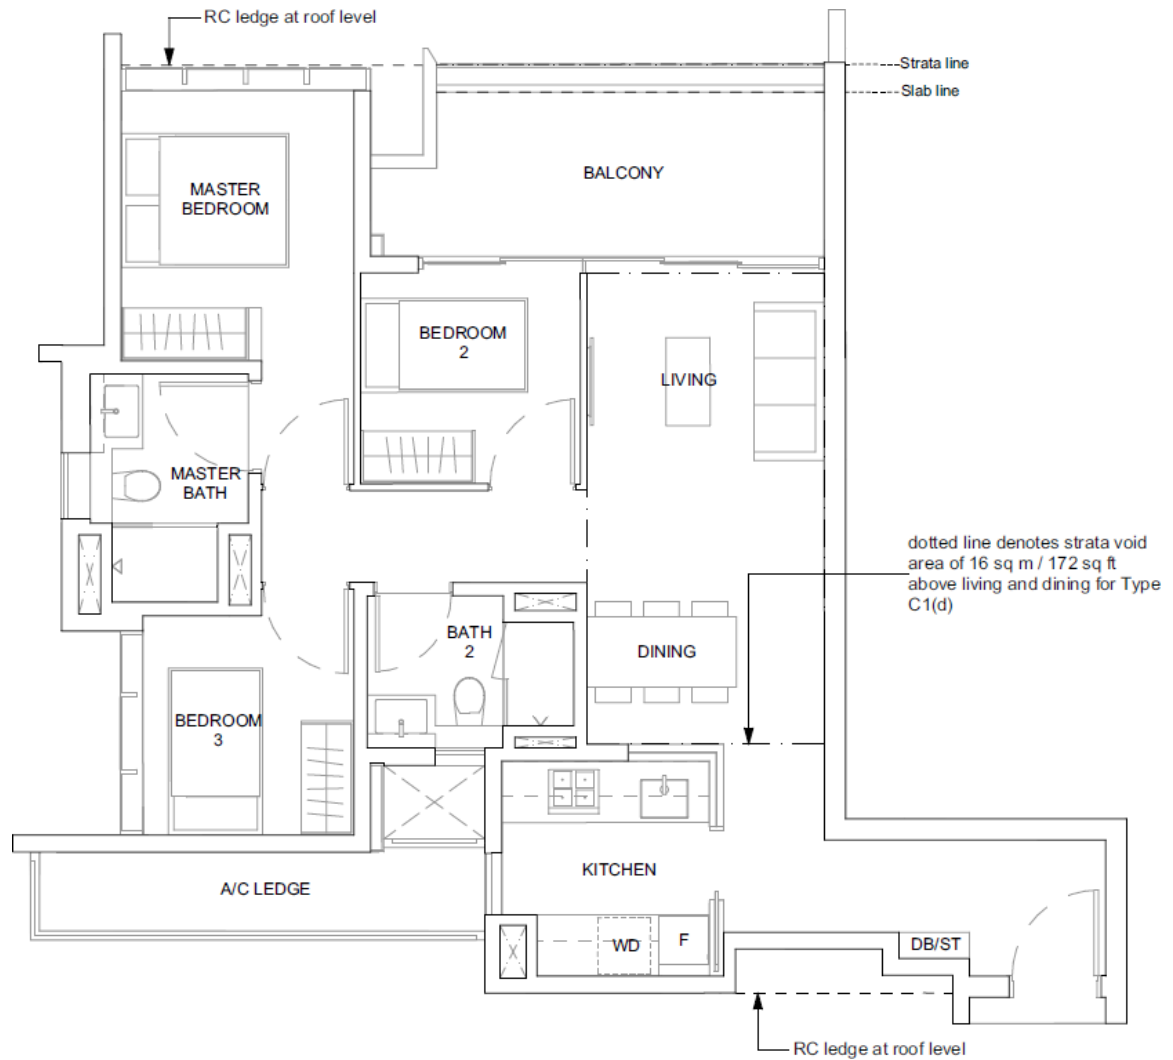 RC ledge at roof level
Strata line
Slab line
BALCONY
MASTER
BEDROOM
BEDROOM
2
LIVING
MASTER
BATH
dotted line denotes strata void
area of 16 sq m / 172 sq ft
above living and dining for Type
C1(d)
BATH
2
DINING
BEDROOM
3
KITCHEN
A/C LEDGE
WD
F
DB/ST
RC ledge at roof level